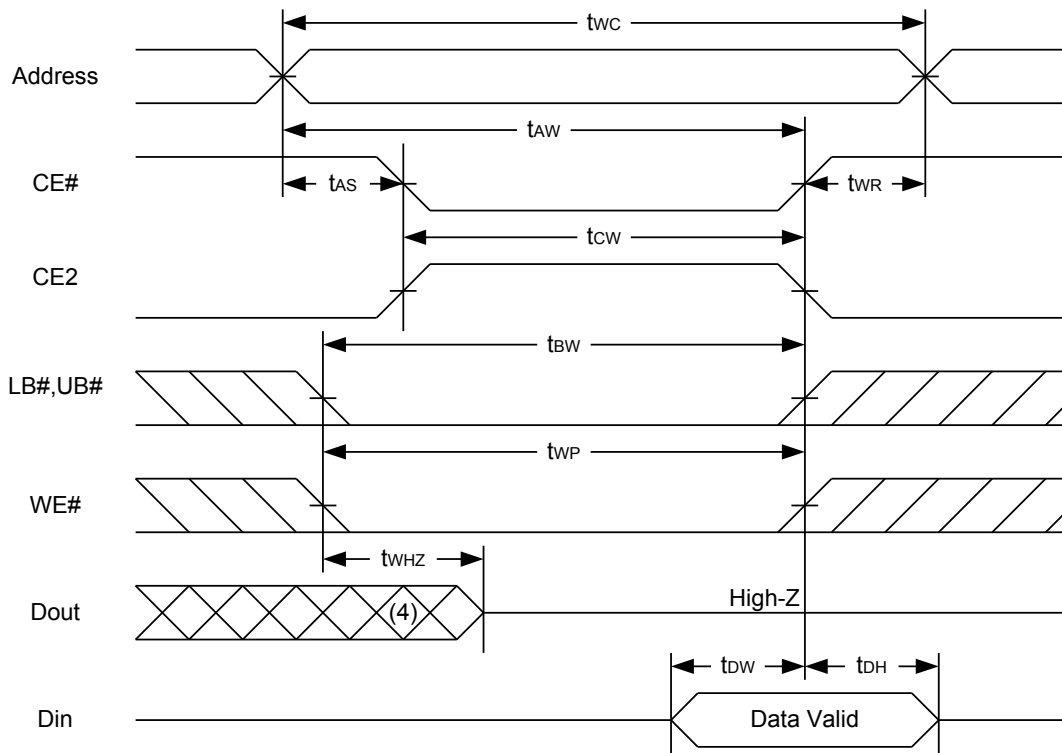 tWC
Address
tAW
CE#
tAS
tWR
tCW
CE2
tBW
LB#,UB#
tWP
WE#
tWHZ
Dout
(4)
High-Z
tDW
tDH
Din
Data Valid